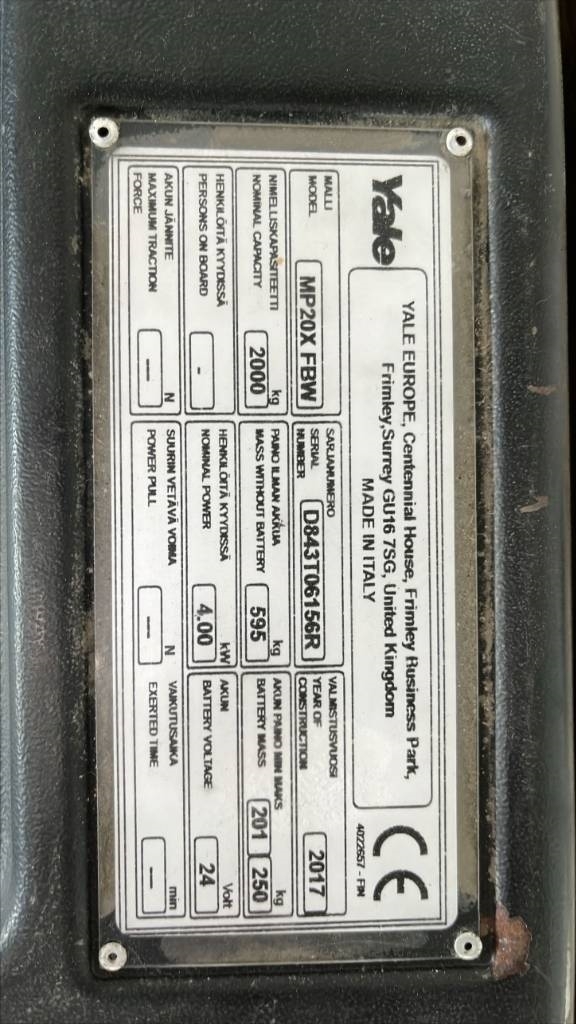 Yale
YALE EUROPE, Centennial House, Frimley Business Park,
Frimley,Surrey GU16 7SG, United Kingdom
MADE IN ITALY
CE
4022657 - FIN
MALLI
MODEL
MP20X FBW
SARJANUMERO
SERIAL
NUMBER
D843T06156R
VALMISTUSVUOSI
YEAR OF
CONSTRUCTION
2017
NIMELLISKAPASITEETTI
NOMINAL CAPACITY
kg
2000
PAINO ILMAN AKKUA
MASS WITHOUT BATTERY
kg
595
AKUN PAINO MIN MAKS
BATTERY MASS
kg
201 250
HENKILÖITÄ KYYDISSÄ
PERSONS ON BOARD
-
HENKILÖITÄ KYYDISSÄ
NOMINAL POWER
kW
4.00
AKUN
BATTERY VOLTAGE
Volt
24
AKUN JÄNNITE
MAXIMUM TRACTION
FORCE
N
---
SUURIN VETÄVÄ VOIMA
POWER PULL
N
---
VAIKUTUSAIKA
EXERTED TIME
min
---